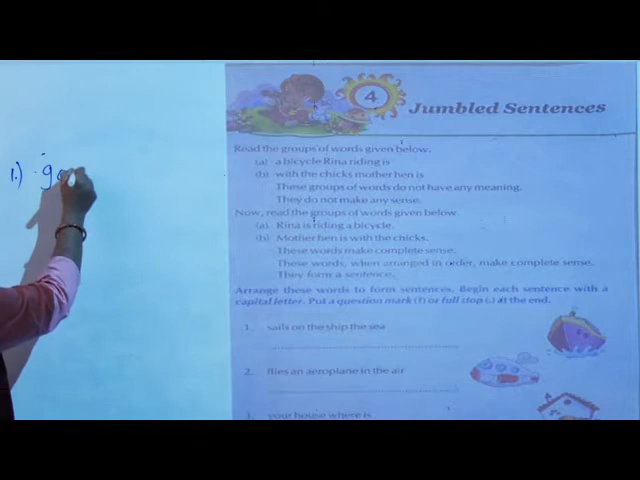 4
Jumbled Sentences
Read the groups of words given below.
(a) a bicycle Rina riding is
(b) with the chicks mother hen is
These groups of words do not have any meaning.
They do not make any sense.
Now, read the groups of words given below.
(a) Rina is riding a bicycle.
(b) Mother hen is with the chicks.
These words make complete sense.
These words, when arranged in order, make complete sense.
They form a sentence.
Arrange these words to form sentences. Begin each sentence with a
capital letter. Put a question mark (?) or full stop (.) at the end.
1. sails on the ship the sea
2. flies an aeroplane in the air
3. your house where is
1.)